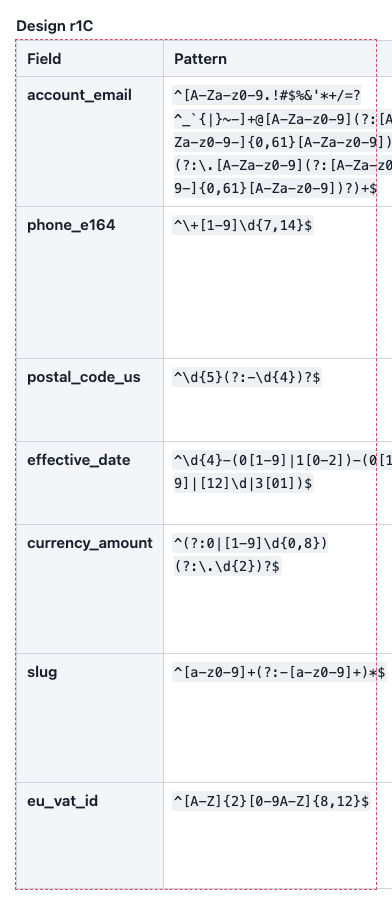 Design r1C
Field Pattern
account_email ^[A-Za-z0-9.!#$%&'*+/=?
^_`{|}~-]+@[A-Za-z0-9](?:[A
Za-z0-9-]{0,61}[A-Za-z0-9])
(?:\.[A-Za-z0-9](?:[A-Za-z0
9-]{0,61}[A-Za-z0-9])?)+$
phone_e164 ^\+[1-9]\d{7,14}$
postal_code_us ^\d{5}(?:-\d{4})?$
effective_date ^\d{4}-(0[1-9]|1[0-2])-(0[1
9]|[12]\d|3[01])$
currency_amount ^(?:0|[1-9]\d{0,8})
(?:\.\d{2})?$
slug ^[a-z0-9]+(?:-[a-z0-9]+)*$
eu_vat_id ^[A-Z]{2}[0-9A-Z]{8,12}$